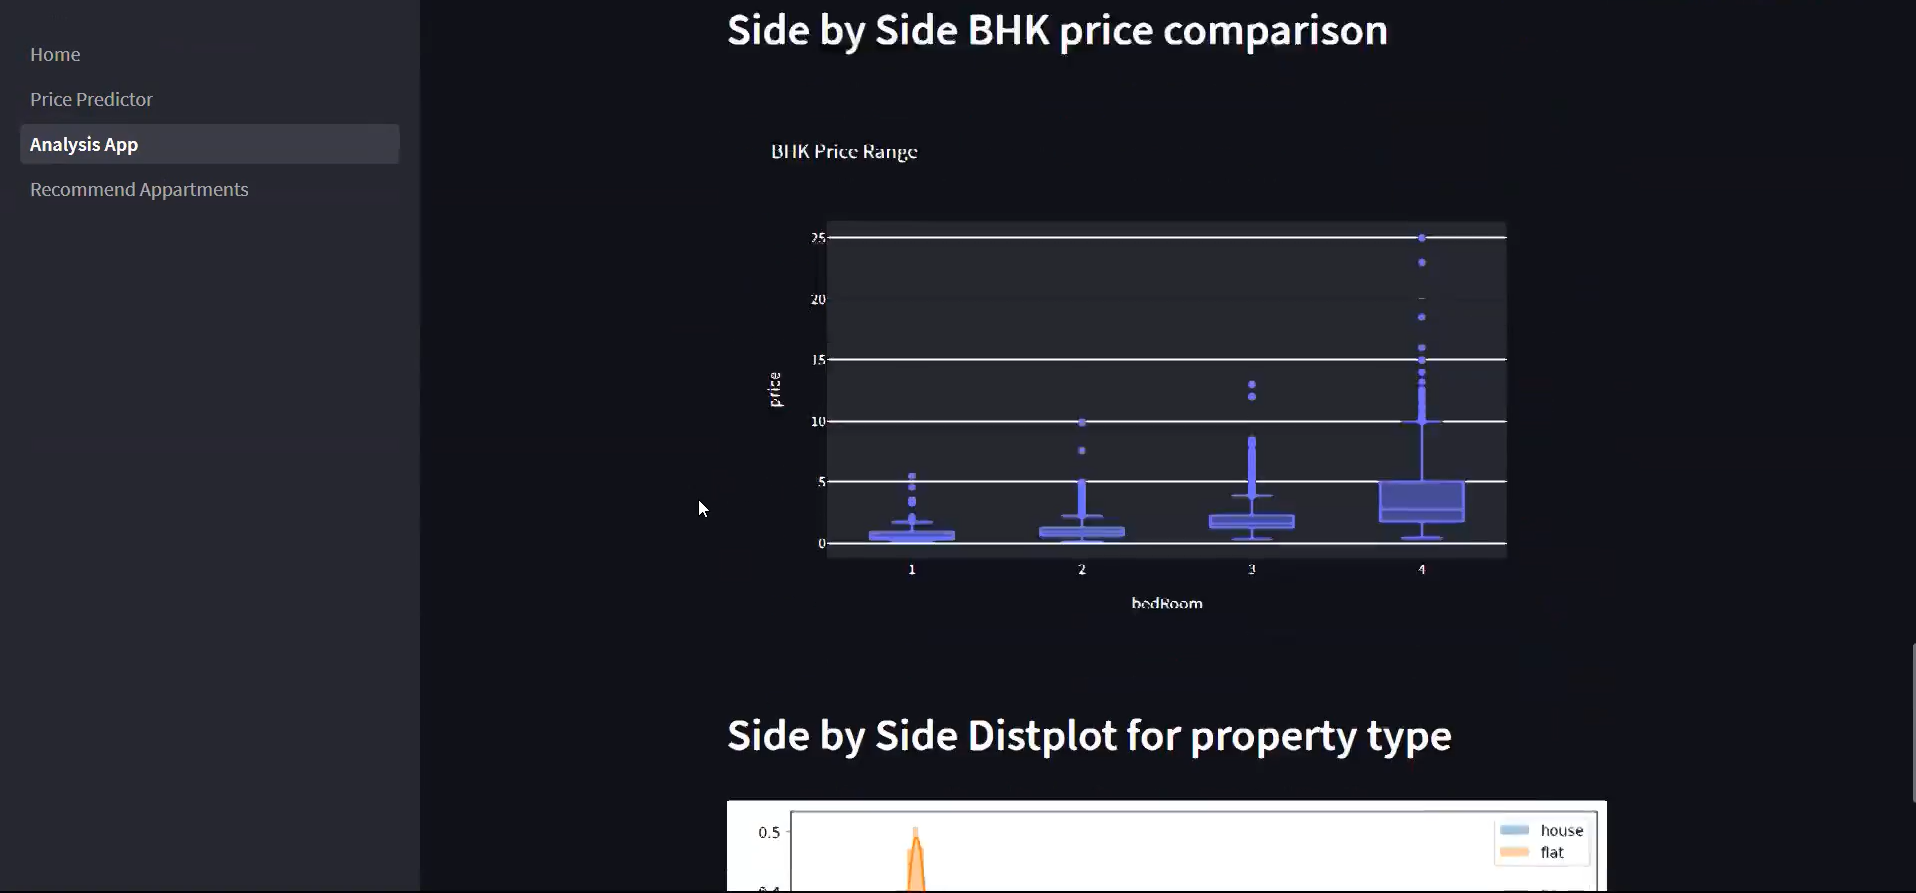 Home
Price Predictor
Analysis App
Recommend Appartments
Side by Side BHK price comparison
BHK Price Range
25
20
15
10
5
0
price
1
2
3
4
bedRoom
Side by Side Distplot for property type
0.5
house
flat